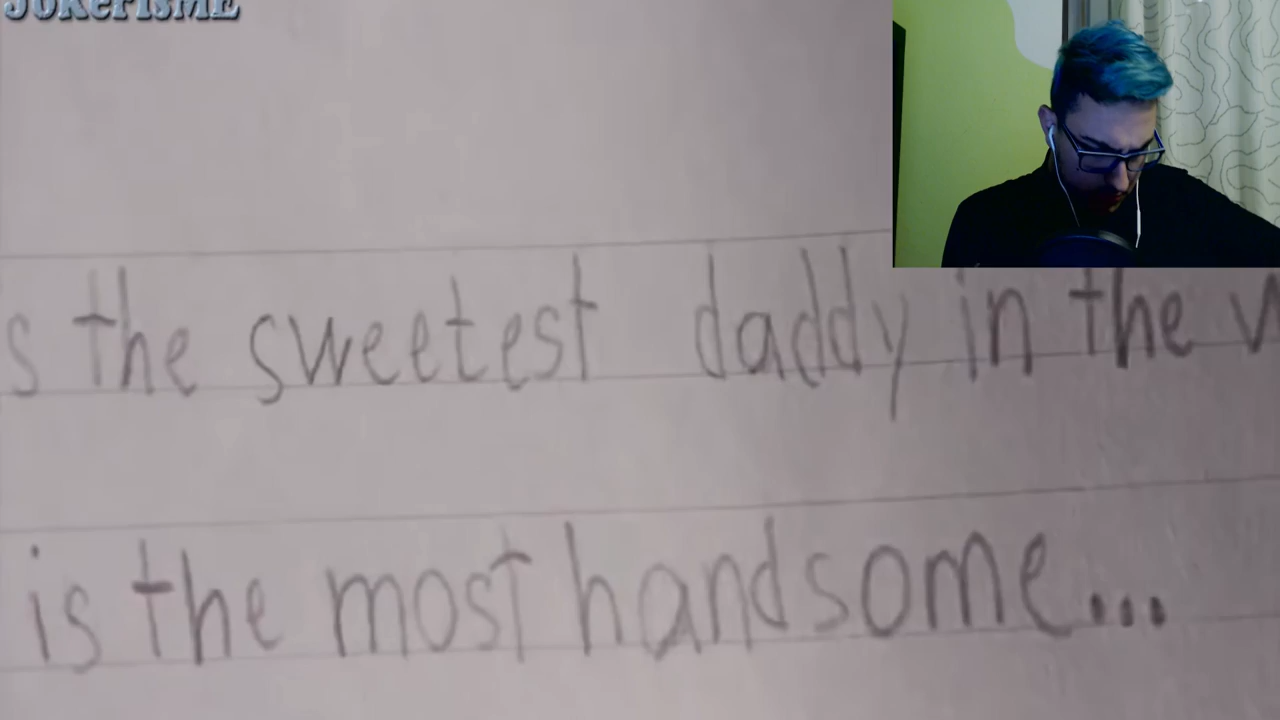 JokerisME
s the sweetest daddy in the
is the most handsome...